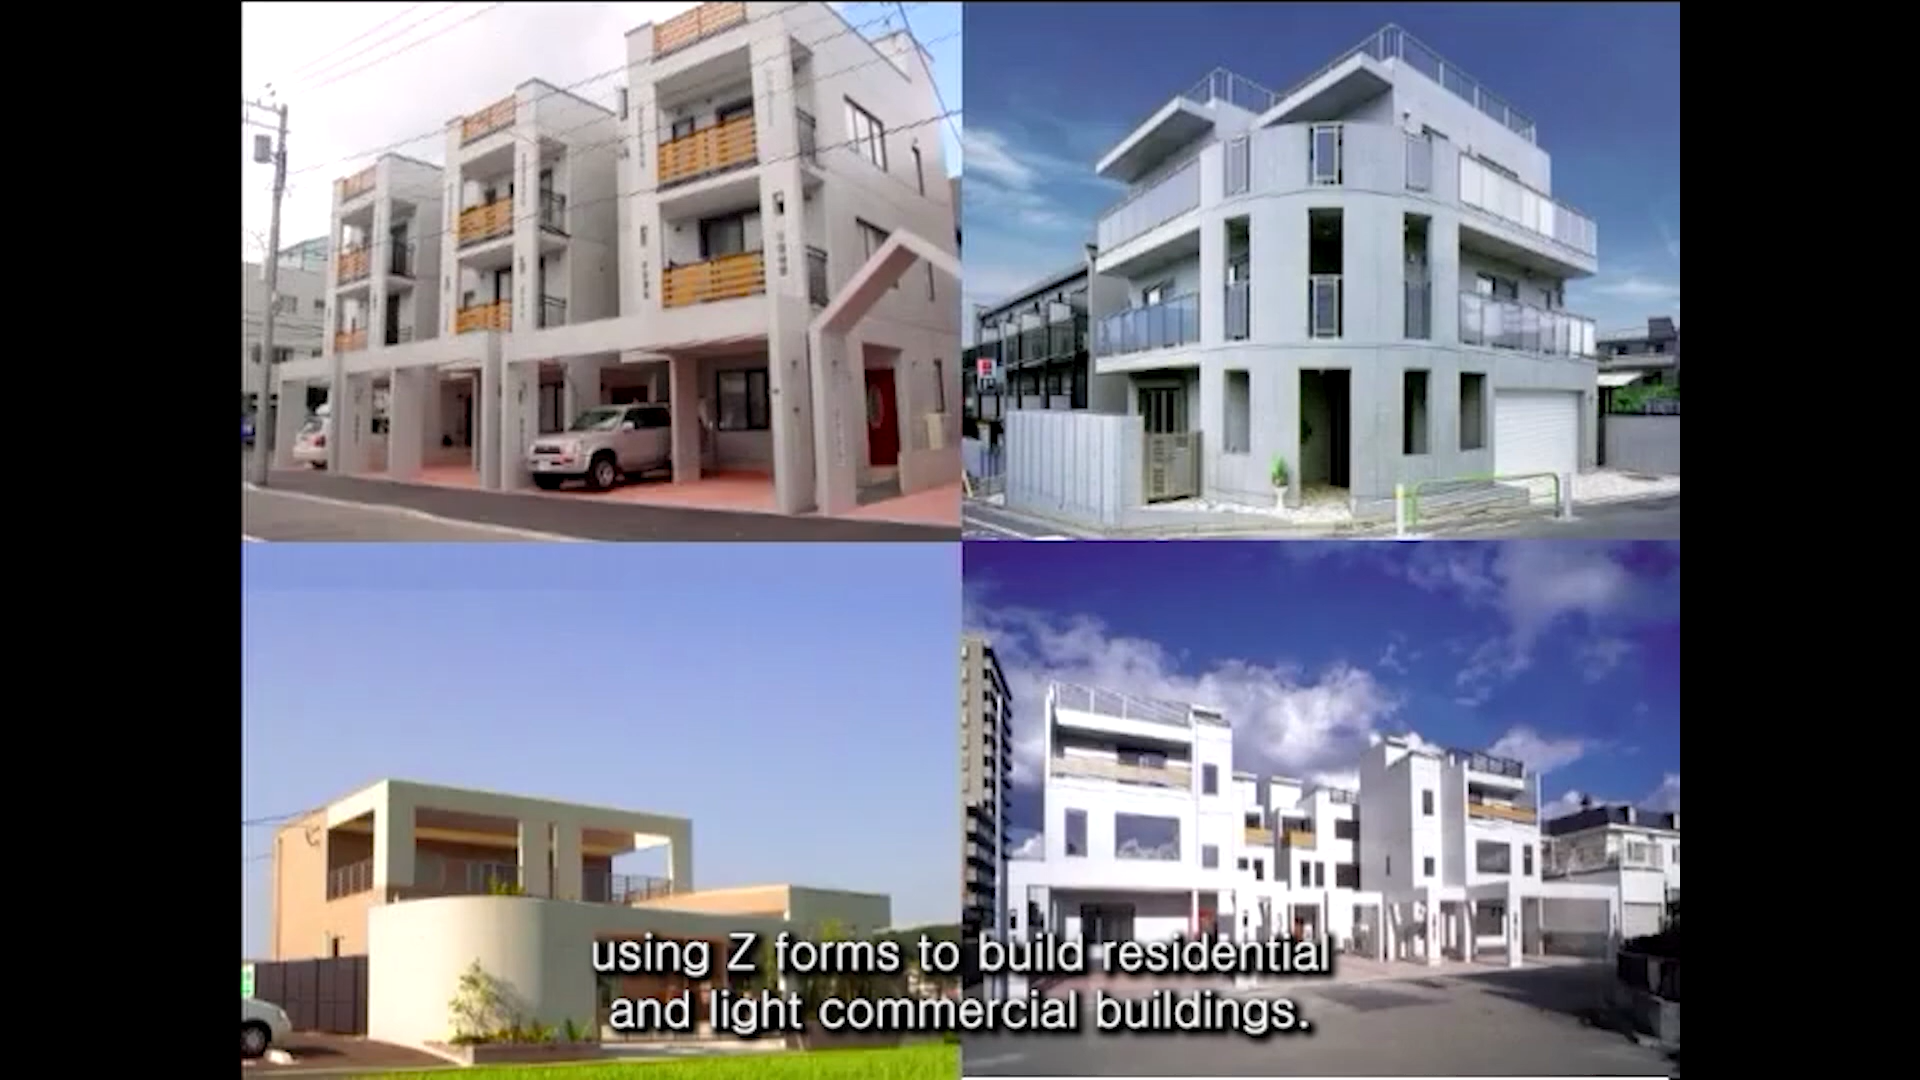 using Z forms to build residential
and light commercial buildings.